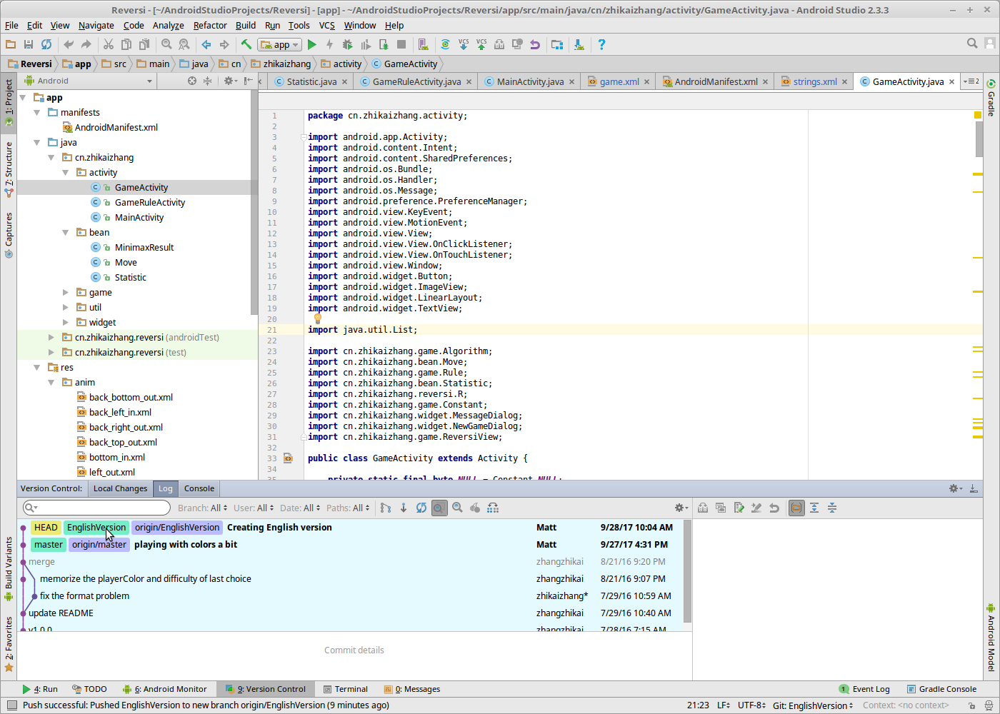 Reversi - [~/AndroidStudioProjects/Reversi] - [app] - ~/AndroidStudioProjects/Reversi/app/src/main/java/cn/zhikaizhang/activity/GameActivity.java - Android Studio 2.3.3
File Edit View Navigate Code Analyze Refactor Build Run Tools VCS Window Help
app VCS VCS ?
Reversi app src main java cn zhikaizhang activity GameActivity
Android
Statistic.java GameRuleActivity.java MainActivity.java game.xml AndroidManifest.xml strings.xml GameActivity.java 2
1: Project
7: Structure
Captures
Build Variants
2: Favorites
app
manifests
AndroidManifest.xml
java
cn.zhikaizhang
activity
GameActivity
GameRuleActivity
MainActivity
bean
MinimaxResult
Move
Statistic
game
util
widget
cn.zhikaizhang.reversi (androidTest)
cn.zhikaizhang.reversi (test)
res
anim
back_bottom_out.xml
back_left_in.xml
back_right_out.xml
back_top_out.xml
bottom_in.xml
left_out.xml
1 package cn.zhikaizhang.activity;
2
3 import android.app.Activity;
4 import android.content.Intent;
5 import android.content.SharedPreferences;
6 import android.os.Bundle;
7 import android.os.Handler;
8 import android.os.Message;
9 import android.preference.PreferenceManager;
10 import android.view.KeyEvent;
11 import android.view.MotionEvent;
12 import android.view.View;
13 import android.view.View.OnClickListener;
14 import android.view.View.OnTouchListener;
15 import android.view.Window;
16 import android.widget.Button;
17 import android.widget.ImageView;
18 import android.widget.LinearLayout;
19 import android.widget.TextView;
20
21 import java.util.List;
22
23 import cn.zhikaizhang.game.Algorithm;
24 import cn.zhikaizhang.bean.Move;
25 import cn.zhikaizhang.game.Rule;
26 import cn.zhikaizhang.bean.Statistic;
27 import cn.zhikaizhang.reversi.R;
28 import cn.zhikaizhang.game.Constant;
29 import cn.zhikaizhang.widget.MessageDialog;
30 import cn.zhikaizhang.widget.NewGameDialog;
31 import cn.zhikaizhang.game.ReversiView;
32
33 public class GameActivity extends Activity {
34
35 private static final byte NULL = Constant.NULL;
Gradle
Android Model
Version Control: Local Changes Log Console
Branch: All User: All Date: All Paths: All
HEAD EnglishVersion origin/EnglishVersion Creating English version Matt 9/28/17 10:04 AM
master origin/master playing with colors a bit Matt 9/27/17 4:31 PM
merge zhangzhikai 8/21/16 9:20 PM
memorize the playerColor and difficulty of last choice zhangzhikai 8/21/16 9:07 PM
fix the format problem zhikaizhang* 7/29/16 10:59 AM
update README zhangzhikai 7/29/16 10:40 AM
v1.0.0 zhangzhikai 7/28/16 7:15 AM
Commit details
4: Run TODO 6: Android Monitor 9: Version Control Terminal 0: Messages 1 Event Log Gradle Console
Push successful: Pushed EnglishVersion to new branch origin/EnglishVersion (9 minutes ago) 21:23 LF UTF-8 Git: EnglishVersion Context: <no context>